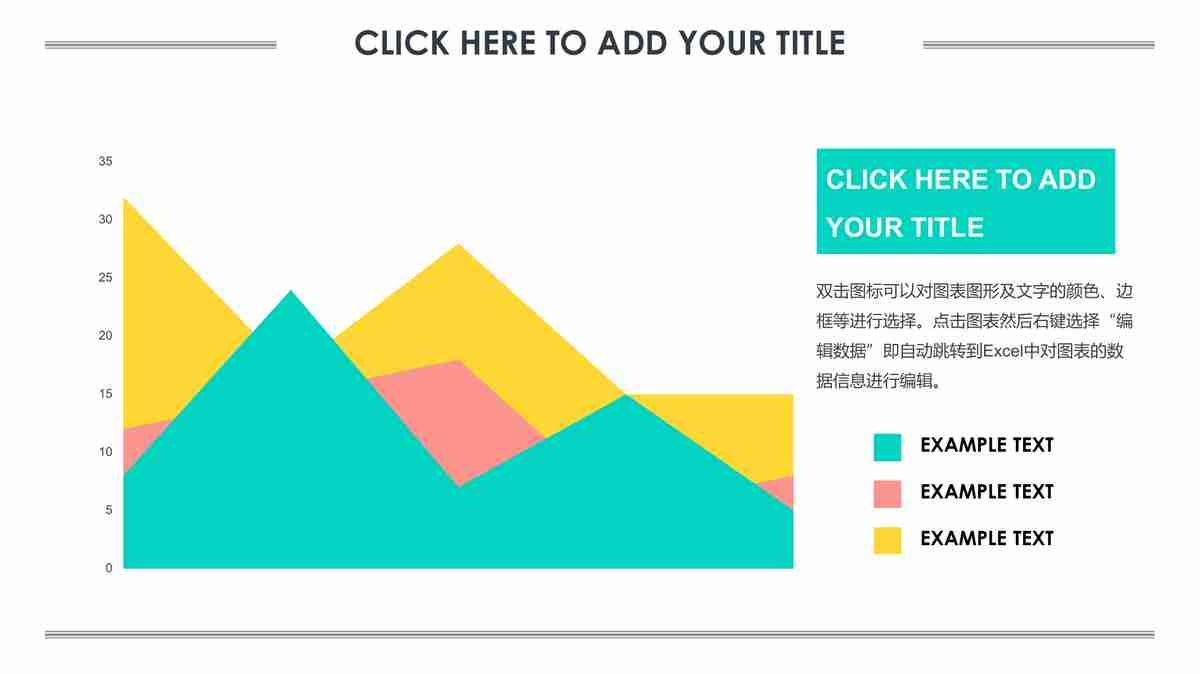 CLICK HERE TO ADD YOUR TITLE
35
30
25
20
15
10
5
0
CLICK HERE TO ADD
YOUR TITLE
双击图标可以对图表图形及文字的颜色、边
框等进行选择。点击图表然后右键选择“编
辑数据”即自动跳转到Excel中对图表的数
据信息进行编辑。
EXAMPLE TEXT
EXAMPLE TEXT
EXAMPLE TEXT